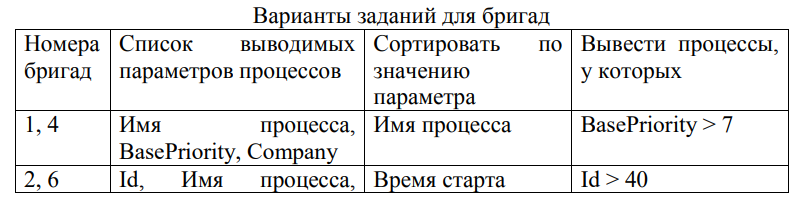 Варианты заданий для бригад
Номера бригад
Список выводимых параметров процессов
Сортировать по значению параметра
Вывести процессы, у которых
1, 4
Имя процесса, BasePriority, Company
Имя процесса
BasePriority > 7
2, 6
Id, Имя процесса,
Время старта
Id > 40